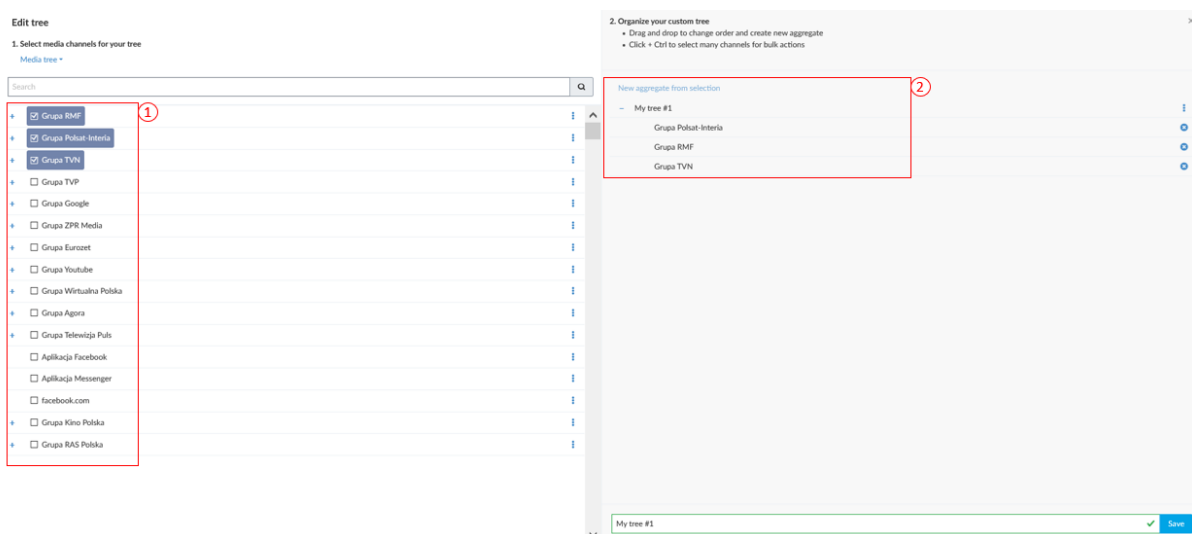 Edit tree
1. Select media channels for your tree
Media tree
Search
1
Grupa RMF
Grupa Polsat-Interia
Grupa TVN
Grupa TVP
Grupa Google
Grupa ZPR Media
Grupa Eurozet
Grupa Youtube
Grupa Wirtualna Polska
Grupa Agora
Grupa Telewizja Puls
Aplikacja Facebook
Aplikacja Messenger
facebook.com
Grupa Kino Polska
Grupa RAS Polska
2. Organize your custom tree
• Drag and drop to change order and create new aggregate
• Click + Ctrl to select many channels for bulk actions
2
New aggregate from selection
My tree #1
Grupa Polsat-Interia
Grupa RMF
Grupa TVN
My tree #1
Save